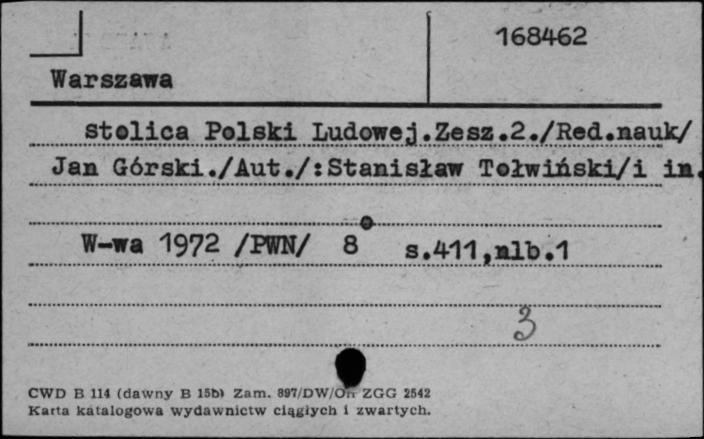 168462
Warszawa
stolica Polski Ludowej.Zesz.2./Red.nauk/
Jan Górski./Aut./:Stanisław Tołwiński/i in.
W-wa 1972 /PWN/ 8° s.411,nlb.1
3
CWD B 114 (dawny B 15b) Zam. 897/DW/On ZGG 2542
Karta katalogowa wydawnictw ciągłych i zwartych.